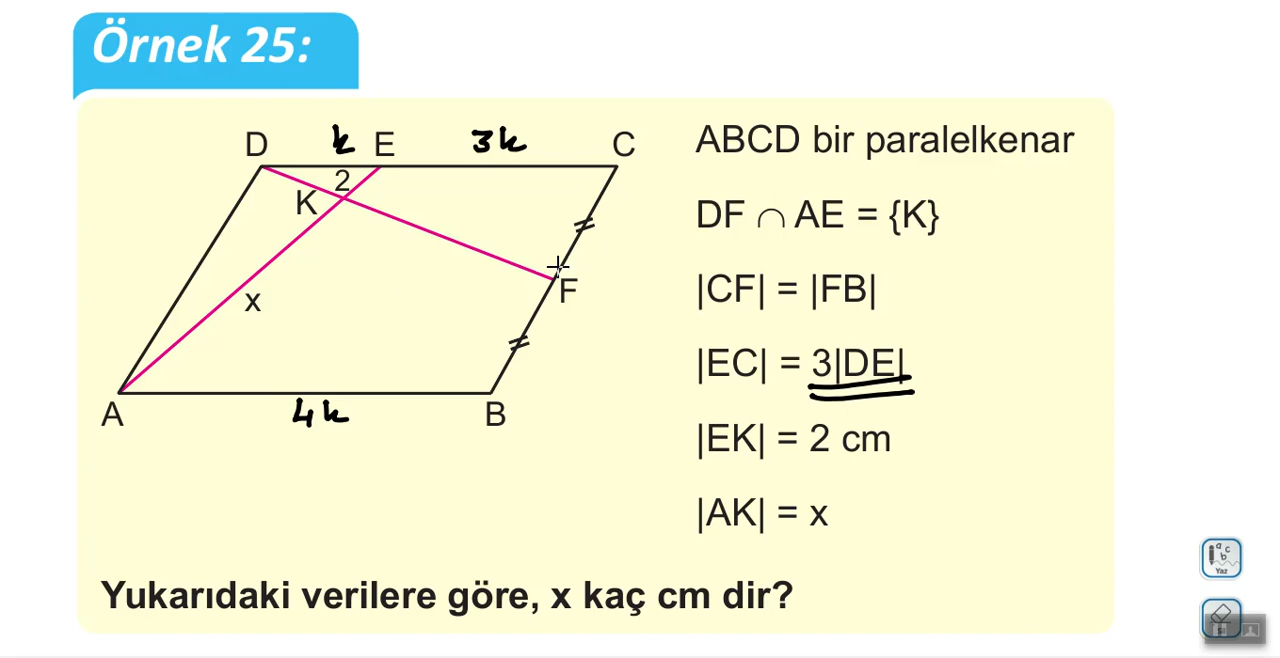 Örnek 25:
D k E 3k C
2
K
x
F
A 4k B
ABCD bir paralelkenar
DF ∩ AE = {K}
|CF| = |FB|
|EC| = 3|DE|
|EK| = 2 cm
|AK| = x
Yukarıdaki verilere göre, x kaç cm dir?
a c
b
Yaz